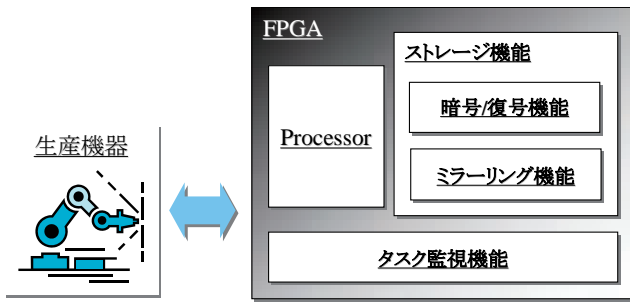 FPGA
ストレージ機能
暗号/復号機能
Processor
ミラーリング機能
生産機器
タスク監視機能